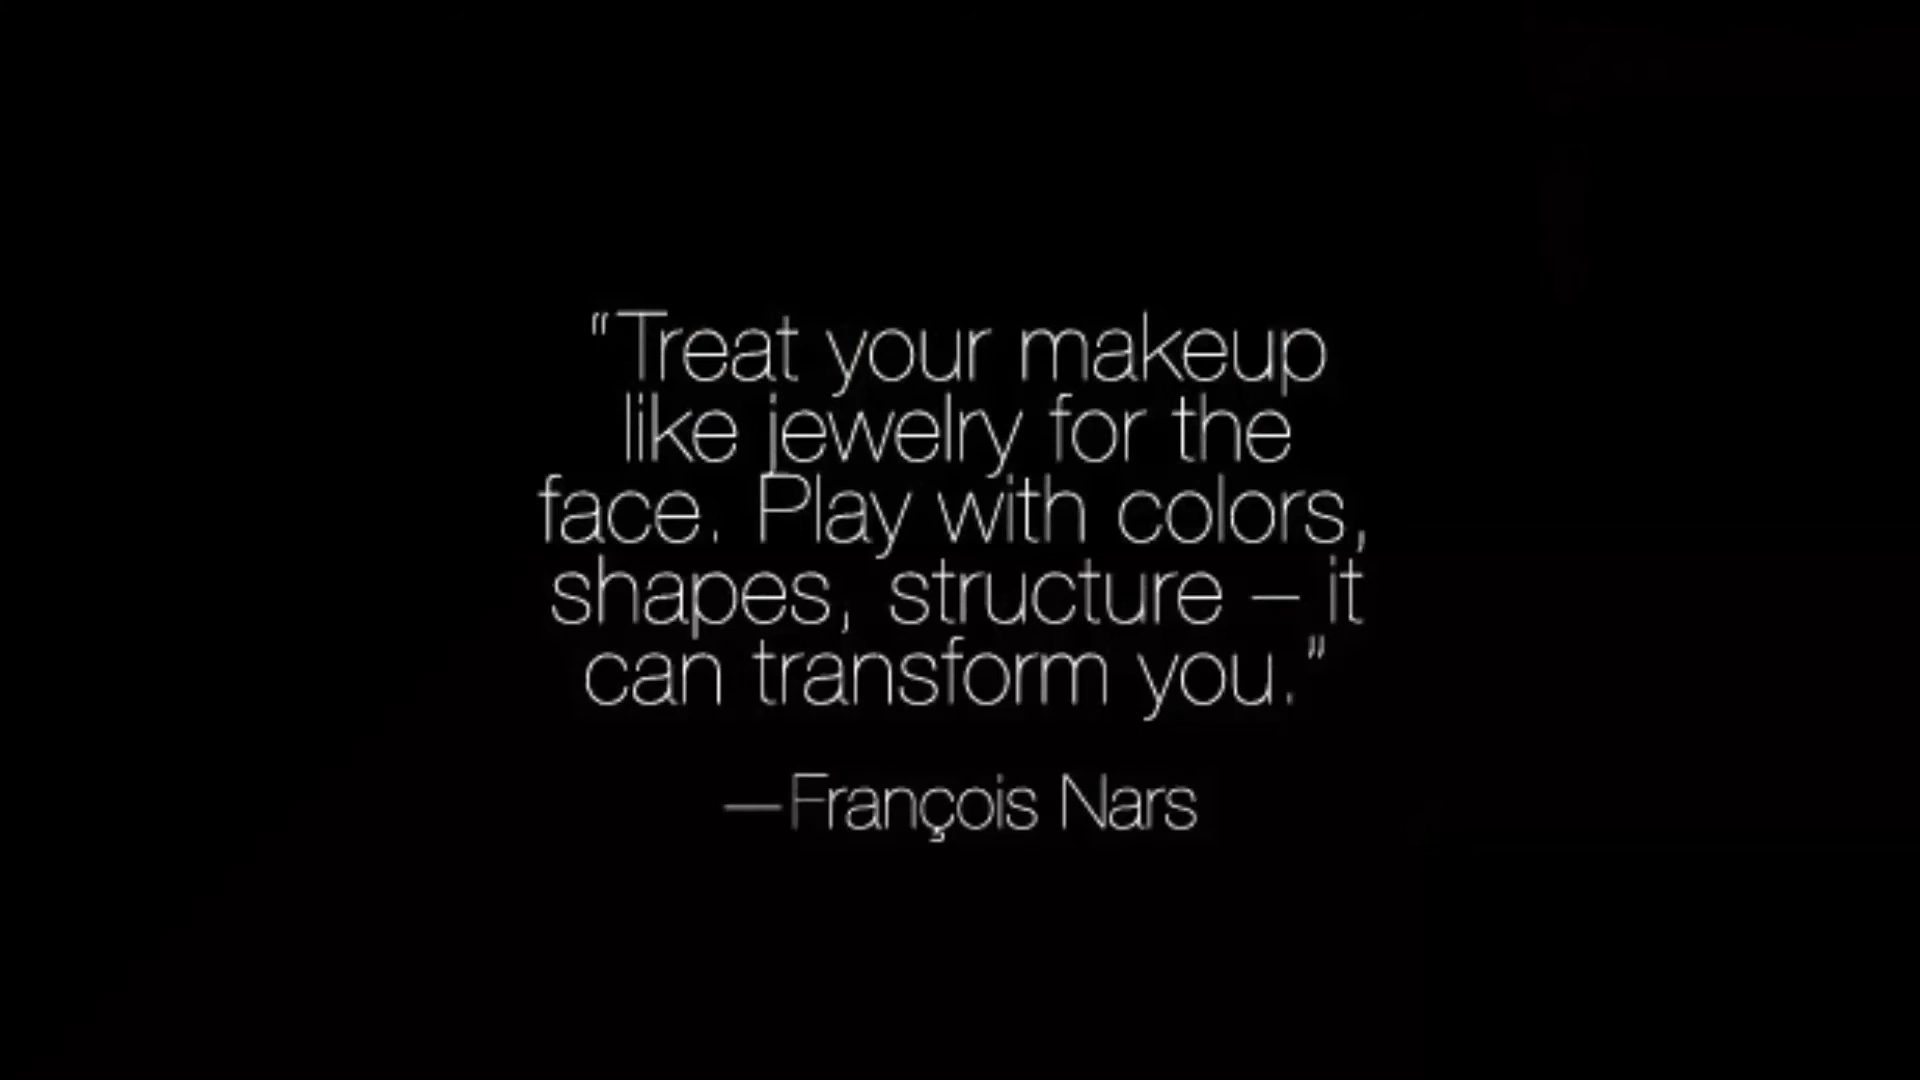 “Treat your makeup
like jewelry for the
face. Play with colors,
shapes, structure – it
can transform you.”
—François Nars